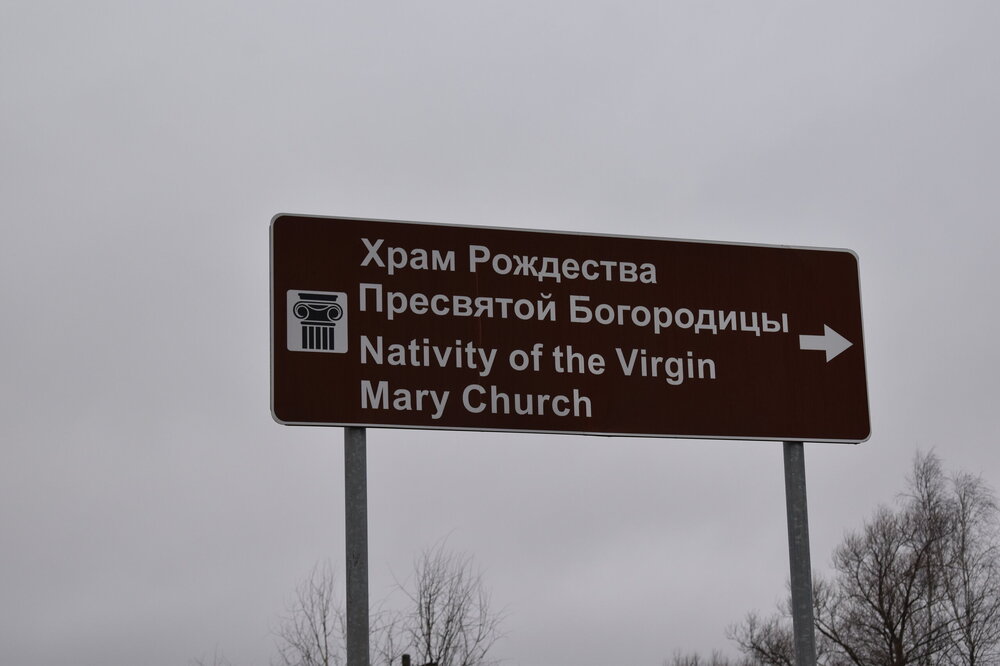 Храм Рождества
Пресвятой Богородицы
Nativity of the Virgin
Mary Church